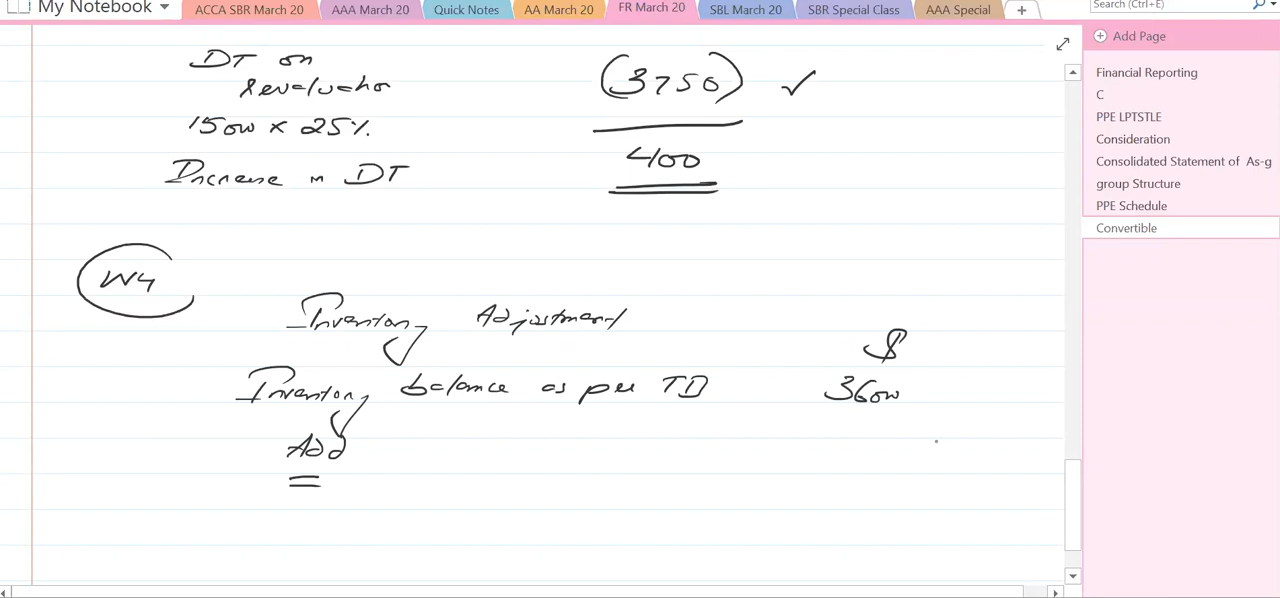 My Notebook
ACCA SBR March 20
AAA March 20
Quick Notes
AA March 20
FR March 20
SBL March 20
SBR Special Class
AAA Special
Search (Ctrl+E)
Add Page
Financial Reporting
C
PPE LPTSTLE
Consideration
Consolidated Statement of As-g
group Structure
PPE Schedule
Convertible
DT on
revaluation (3750) ✓
15000 x 25%.
Increase in DT 400
W4
Inventory Adjustment
$
Inventory balance as per TB 36000
Add